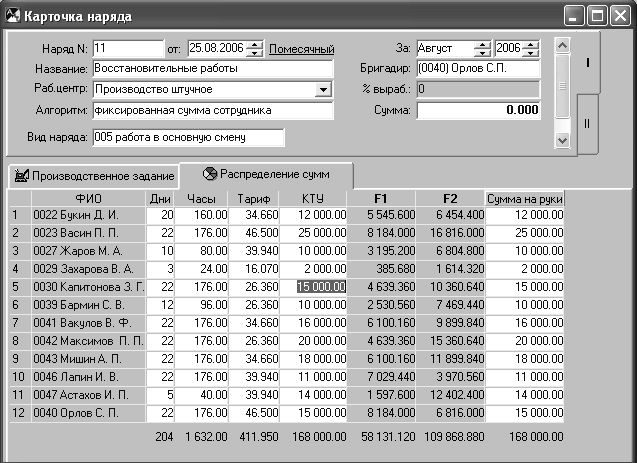 Карточка наряда
Наряд N: 11 от: 25.08.2006 Помесячный За: Август 2006
Название: Восстановительные работы Бригадир: (0040) Орлов С.П.
Раб.центр: Производство штучное % выраб.: 0
Алгоритм: фиксированная сумма сотрудника Сумма: 0.000
Вид наряда: 005 работа в основную смену
I
II
Производственное задание Распределение сумм
ФИО Дни Часы Тариф КТУ F1 F2 Сумма на руки
1 0022 Букин Д. И. 20 160.00 34.660 12 000.00 5 545.600 6 454.400 12 000.00
2 0023 Васин П. П. 22 176.00 46.500 25 000.00 8 184.000 16 816.000 25 000.00
3 0027 Жаров М. А. 10 80.00 39.940 10 000.00 3 195.200 6 804.800 10 000.00
4 0029 Захарова В. А. 3 24.00 16.070 2 000.00 385.680 1 614.320 2 000.00
5 0030 Капитонова З. Г. 22 176.00 26.360 15 000.00 4 639.360 10 360.640 15 000.00
6 0039 Бармин С. В. 12 96.00 26.360 10 000.00 2 530.560 7 469.440 10 000.00
7 0041 Вакулов В. Ф. 22 176.00 34.660 16 000.00 6 100.160 9 899.840 16 000.00
8 0042 Максимов П. П. 22 176.00 26.360 20 000.00 4 639.360 15 360.640 20 000.00
9 0043 Мишин А. П. 22 176.00 34.660 18 000.00 6 100.160 11 899.840 18 000.00
10 0046 Лапин И. В. 22 176.00 39.940 11 000.00 7 029.440 3 970.560 11 000.00
11 0047 Астахов И. П. 5 40.00 39.940 14 000.00 1 597.600 12 402.400 14 000.00
12 0040 Орлов С. П. 22 176.00 46.500 15 000.00 8 184.000 6 816.000 15 000.00
204 1 632.00 411.950 168 000.00 58 131.120 109 868.880 168 000.00